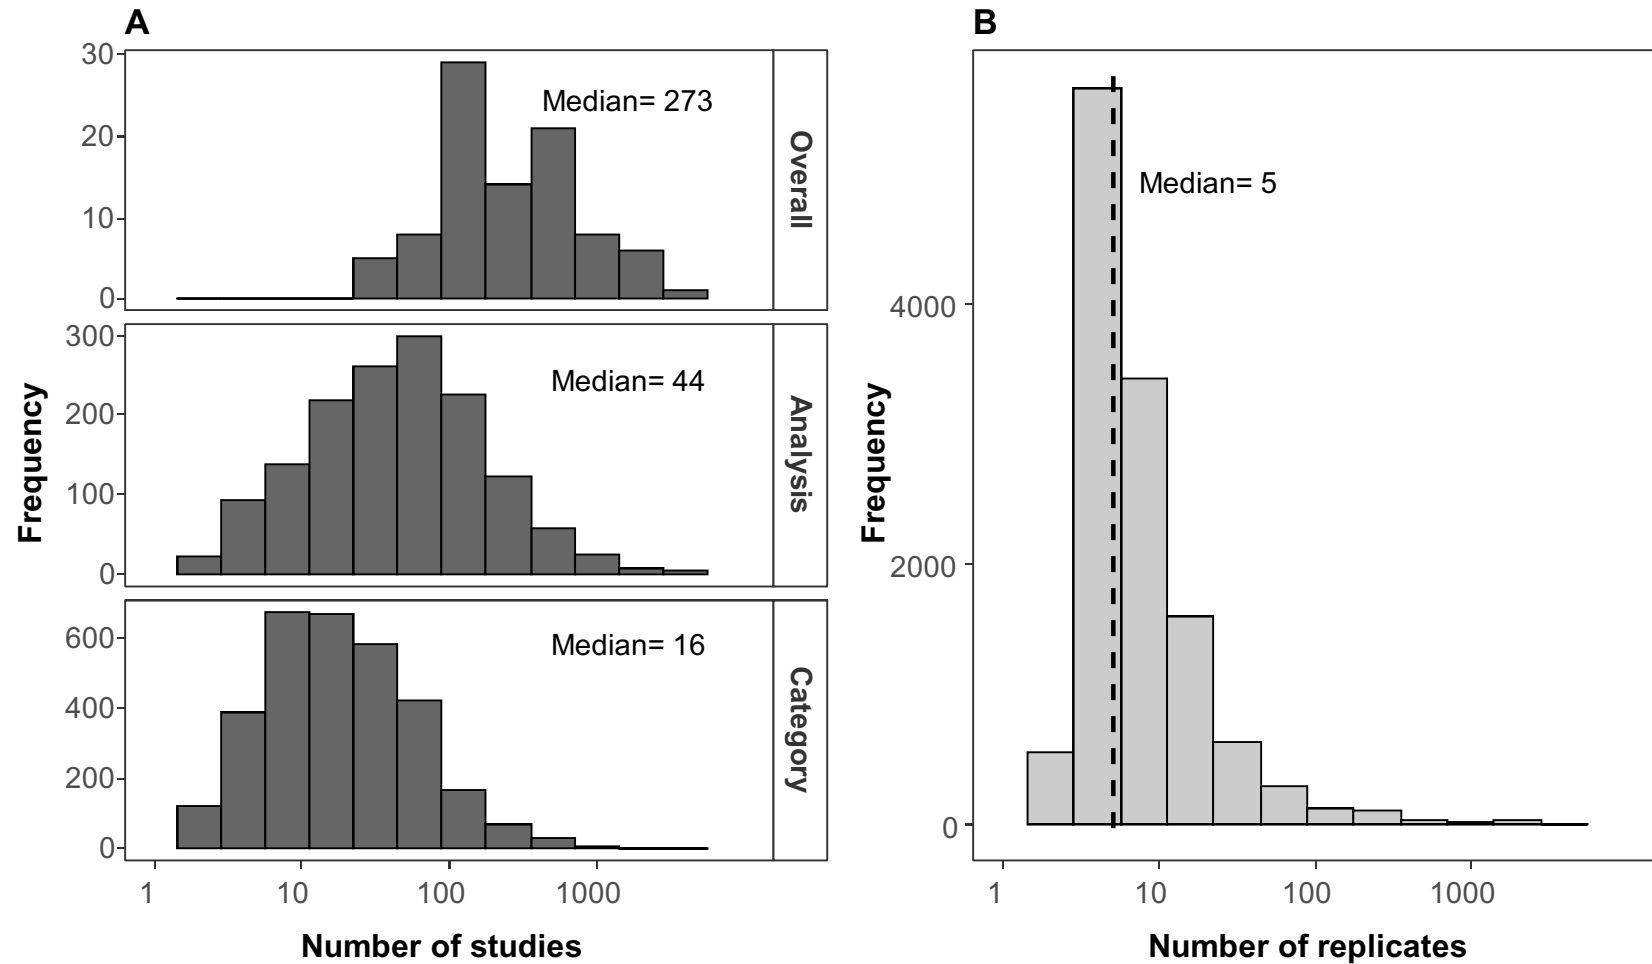 A
30
20
10
0
Median= 273
Overall
300
200
100
0
Median= 44
Analysis
600
400
200
0
Median= 16
Category
Frequency
1 10 100 1000
Number of studies
B
4000
2000
0
Median= 5
Frequency
1 10 100 1000
Number of replicates